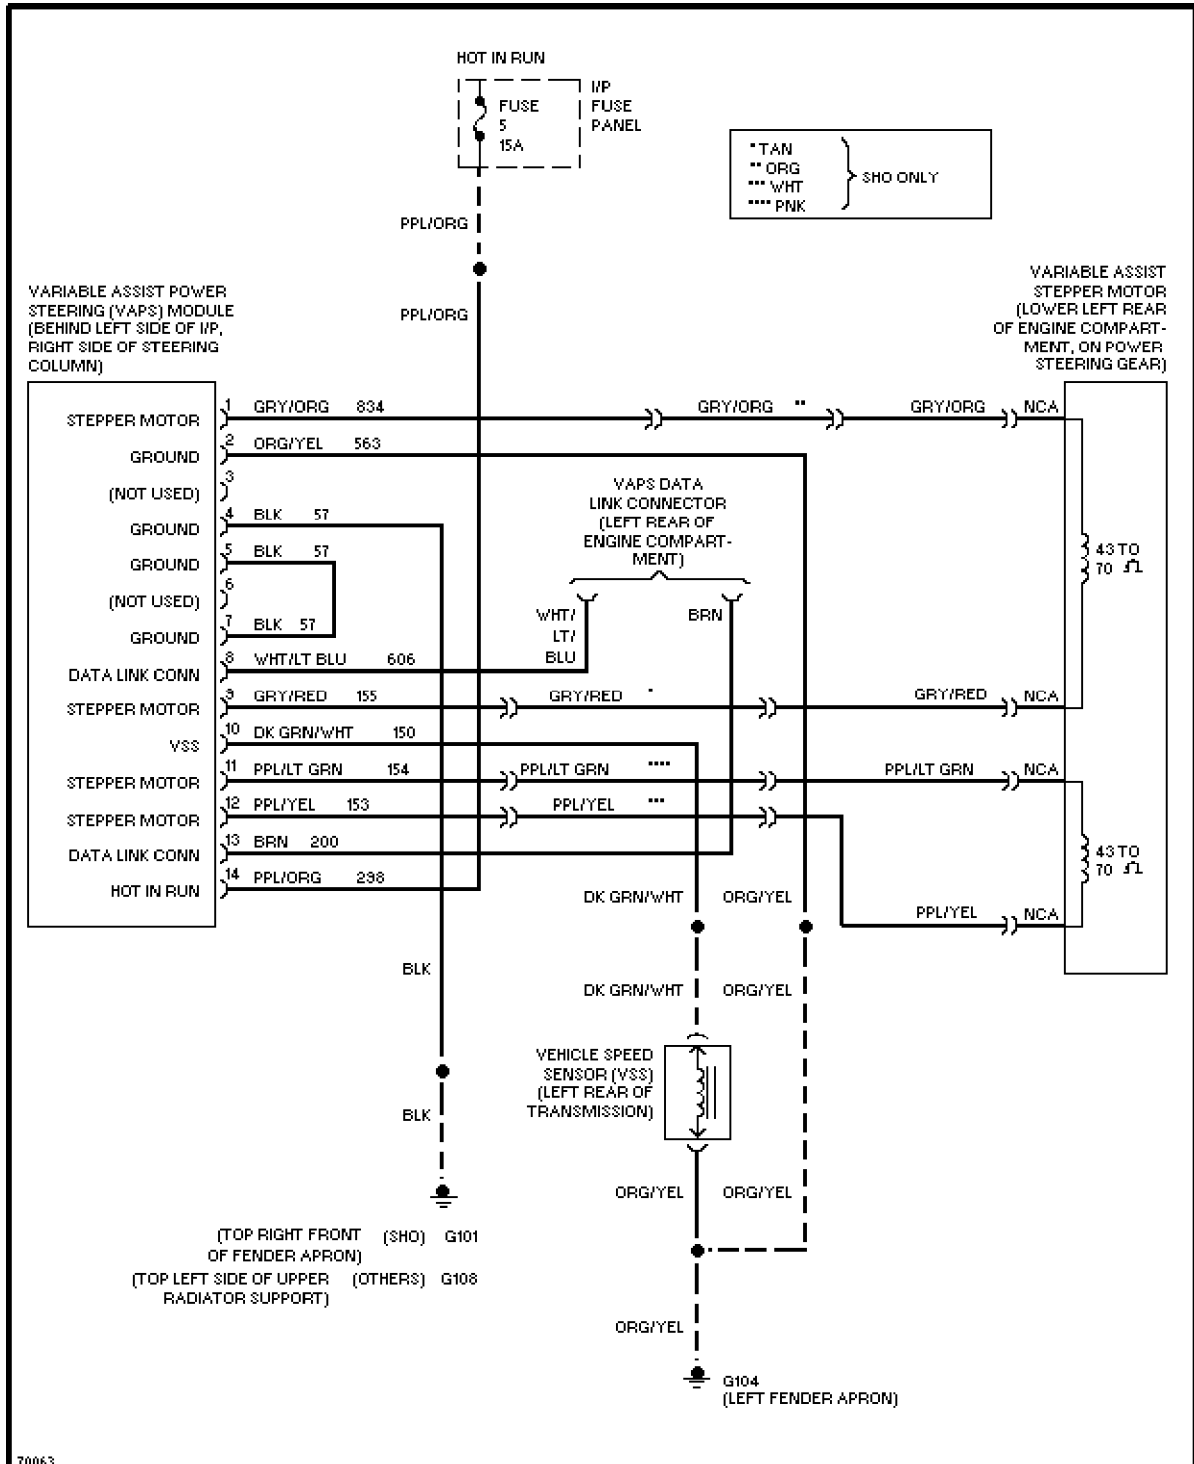 HOT IN RUN
I/P
FUSE
PANEL
FUSE
5
15A
* TAN
** ORG
*** WHT
**** PNK
SHO ONLY
PPL/ORG
PPL/ORG
VARIABLE ASSIST POWER
STEERING (VAPS) MODULE
(BEHIND LEFT SIDE OF I/P,
RIGHT SIDE OF STEERING
COLUMN)
VARIABLE ASSIST
STEPPER MOTOR
(LOWER LEFT REAR
OF ENGINE COMPART-
MENT, ON POWER
STEERING GEAR)
STEPPER MOTOR 1 GRY/ORG 834 GRY/ORG ** GRY/ORG NCA
GROUND 2 ORG/YEL 563
(NOT USED) 3
GROUND 4 BLK 57
GROUND 5 BLK 57
(NOT USED) 6
GROUND 7 BLK 57
DATA LINK CONN 8 WHT/LT BLU 606
STEPPER MOTOR 9 GRY/RED 155 GRY/RED * GRY/RED NCA
VSS 10 DK GRN/WHT 150
STEPPER MOTOR 11 PPL/LT GRN 154 PPL/LT GRN **** PPL/LT GRN NCA
STEPPER MOTOR 12 PPL/YEL 153 PPL/YEL ***
DATA LINK CONN 13 BRN 200
HOT IN RUN 14 PPL/ORG 298
VAPS DATA
LINK CONNECTOR
(LEFT REAR OF
ENGINE COMPART-
MENT)
WHT/
LT/
BLU
BRN
43 TO
70 Ω
43 TO
70 Ω
PPL/YEL NCA
DK GRN/WHT ORG/YEL
BLK
DK GRN/WHT ORG/YEL
VEHICLE SPEED
SENSOR (VSS)
(LEFT REAR OF
TRANSMISSION)
BLK
ORG/YEL ORG/YEL
(TOP RIGHT FRONT (SHO) G101
OF FENDER APRON)
(TOP LEFT SIDE OF UPPER (OTHERS) G108
RADIATOR SUPPORT)
ORG/YEL
G104
(LEFT FENDER APRON)
70063